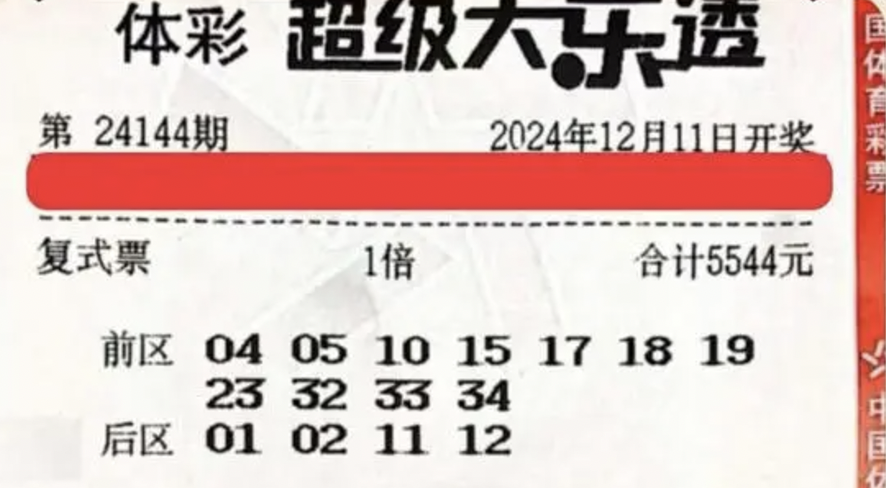 体彩 超级大乐透
第 24144期 2024年12月11日开奖
复式票 1倍 合计5544元
前区 04 05 10 15 17 18 19
23 32 33 34
后区 01 02 11 12
国体育彩票
中国体